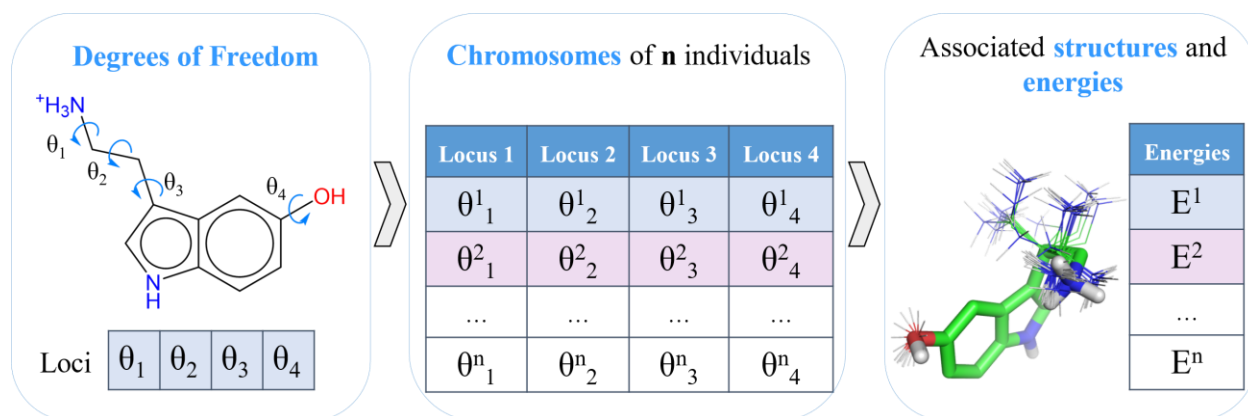 Degrees of Freedom
⁺H₃N
θ₁
θ₂
θ₃
θ₄
OH
N
H
Loci θ₁ θ₂ θ₃ θ₄
Chromosomes of n individuals
Locus 1 Locus 2 Locus 3 Locus 4
θ¹₁ θ¹₂ θ¹₃ θ¹₄
θ²₁ θ²₂ θ²₃ θ²₄
... ... ... ...
θⁿ₁ θⁿ₂ θⁿ₃ θⁿ₄
Associated structures and
energies
Energies
E¹
E²
...
Eⁿ